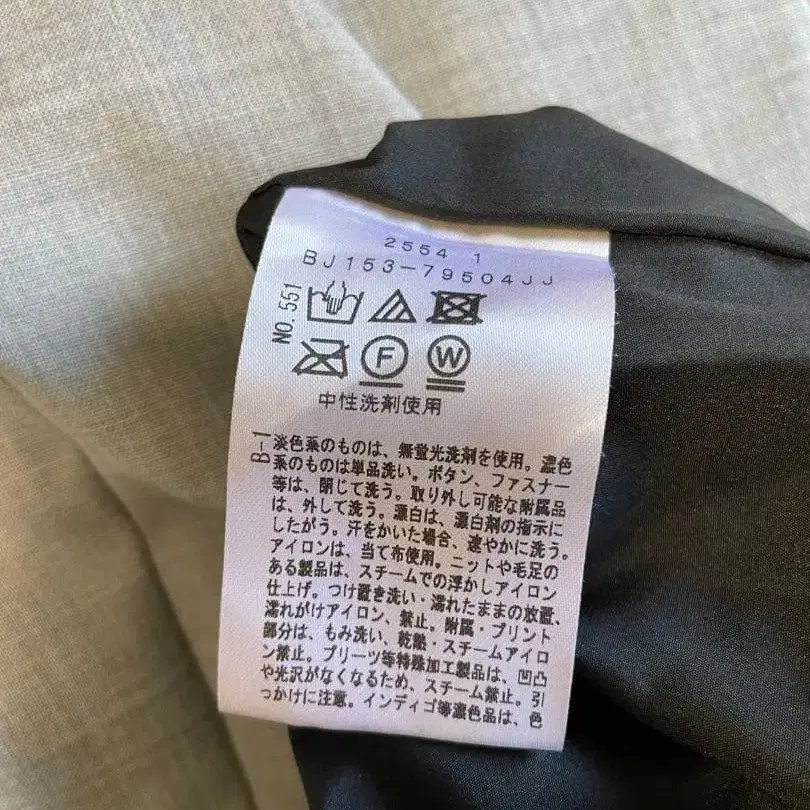 2554 1
BJ153-79504JJ
NO.551
F W
中性洗剤使用
B-1
淡色系のものは、無蛍光洗剤を使用。濃色
系のものは単品洗い。ボタン、ファスナー
等は、閉じて洗う。取り外し可能な附属品
は、外して洗う。漂白は、漂白剤の指示に
したがう。汗をかいた場合、速やかに洗う。
アイロンは、当て布使用。ニットや毛足の
ある製品は、スチームでの浮かしアイロン
仕上げ。つけ置き洗い・濡れたままの放置、
濡れがけアイロン、禁止。附属・プリント
部分は、もみ洗い、乾燥・スチームアイロ
ン禁止。プリーツ等特殊加工製品は、凹凸
や光沢がなくなるため、スチーム禁止。引
っかけに注意。インディゴ等濃色品は、色